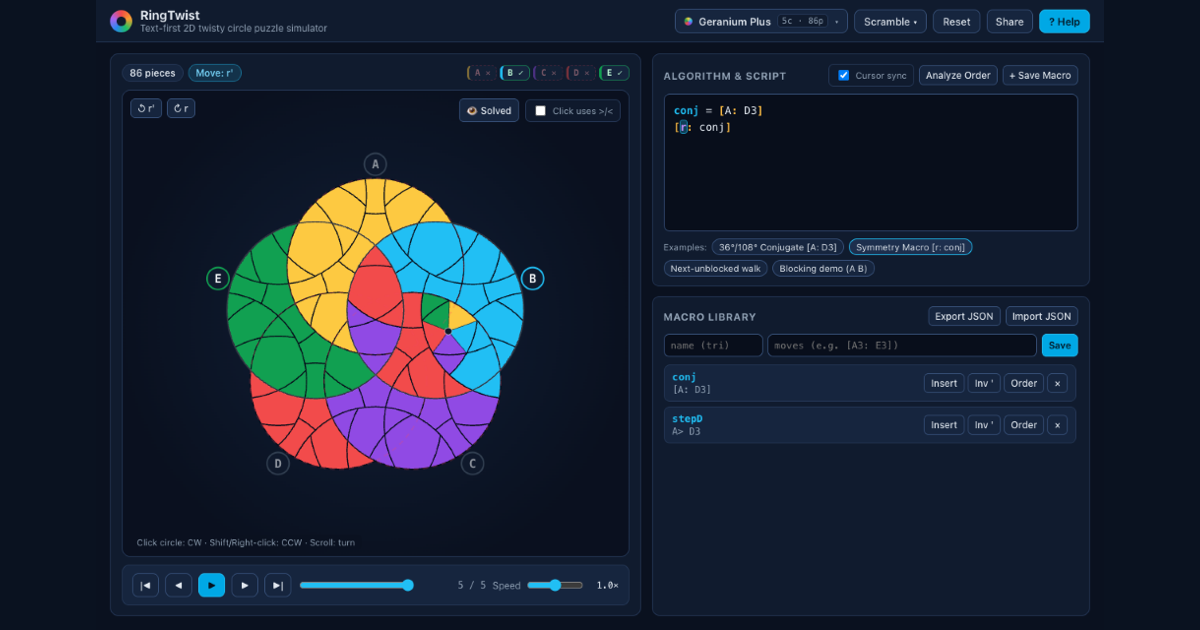 RingTwist
Text-first 2D twisty circle puzzle simulator
Geranium Plus 5c · 86p
Scramble
Reset
Share
? Help
86 pieces
Move: r'
A ×
B ✓
C ×
D ×
E ✓
↺ r'
↻ r
Solved
Click uses >/<
A
B
C
D
E
Click circle: CW · Shift/Right-click: CCW · Scroll: turn
5 / 5 Speed 1.0×
ALGORITHM & SCRIPT
Cursor sync
Analyze Order
+ Save Macro
conj = [A: D3]
[r: conj]
Examples: 36°/108° Conjugate [A: D3] Symmetry Macro [r: conj]
Next-unblocked walk Blocking demo (A B)
MACRO LIBRARY
Export JSON
Import JSON
name (tri)
moves (e.g. [A3: E3])
Save
conj
[A: D3]
Insert Inv ' Order ×
stepD
A> D3
Insert Inv ' Order ×